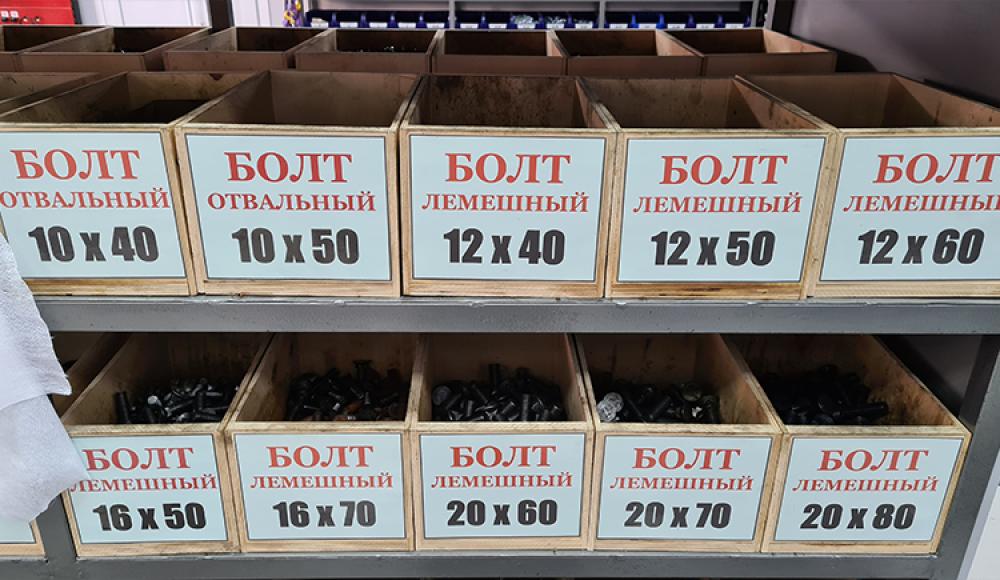 БОЛТ
ОТВАЛЬНЫЙ
10 х 40
БОЛТ
ОТВАЛЬНЫЙ
10 х 50
БОЛТ
ЛЕМЕШНЫЙ
12 х 40
БОЛТ
ЛЕМЕШНЫЙ
12 х 50
БОЛТ
ЛЕМЕШНЫЙ
12 х 60
БОЛТ
ЛЕМЕШНЫЙ
16 х 50
БОЛТ
ЛЕМЕШНЫЙ
16 х 70
БОЛТ
ЛЕМЕШНЫЙ
20 х 60
БОЛТ
ЛЕМЕШНЫЙ
20 х 70
БОЛТ
ЛЕМЕШНЫЙ
20 х 80